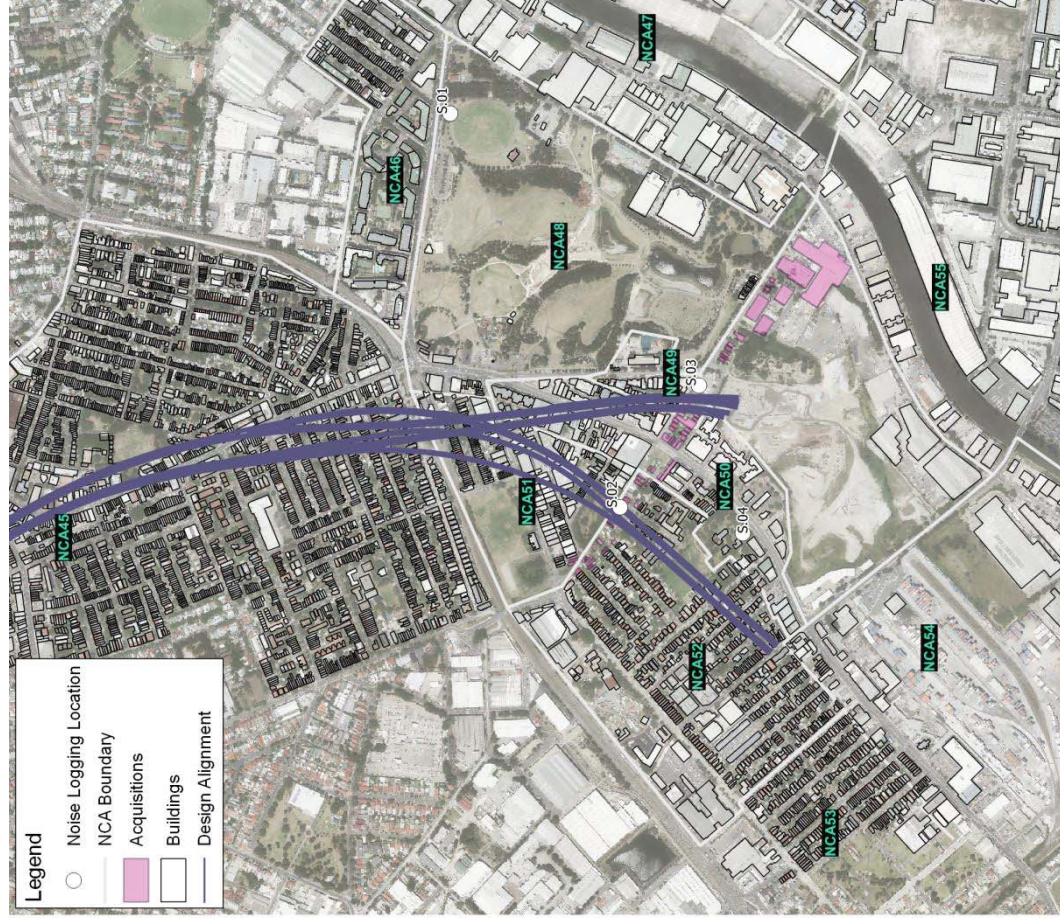 Legend
Noise Logging Location
NCA Boundary
Acquisitions
Buildings
Design Alignment
NCA45
NCA46
S.01
NCA47
NCA48
NCA49
S.03
NCA51
S.02
NCA50
S.04
NCA52
NCA53
NCA54
NCA55